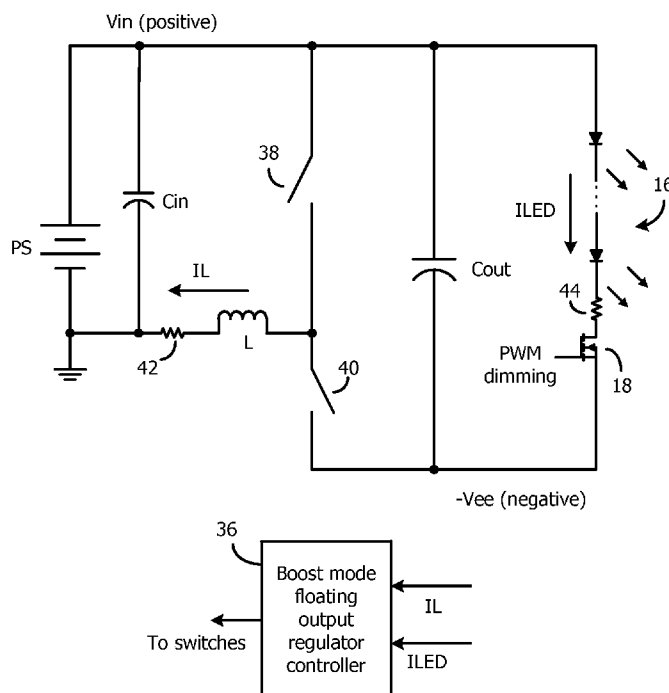 Vin (positive)
38
16
Cin
ILED
PS
IL
Cout
44
42
L
40
PWM
dimming
18
-Vee (negative)
36
Boost mode
floating
output
regulator
controller
IL
To switches
ILED